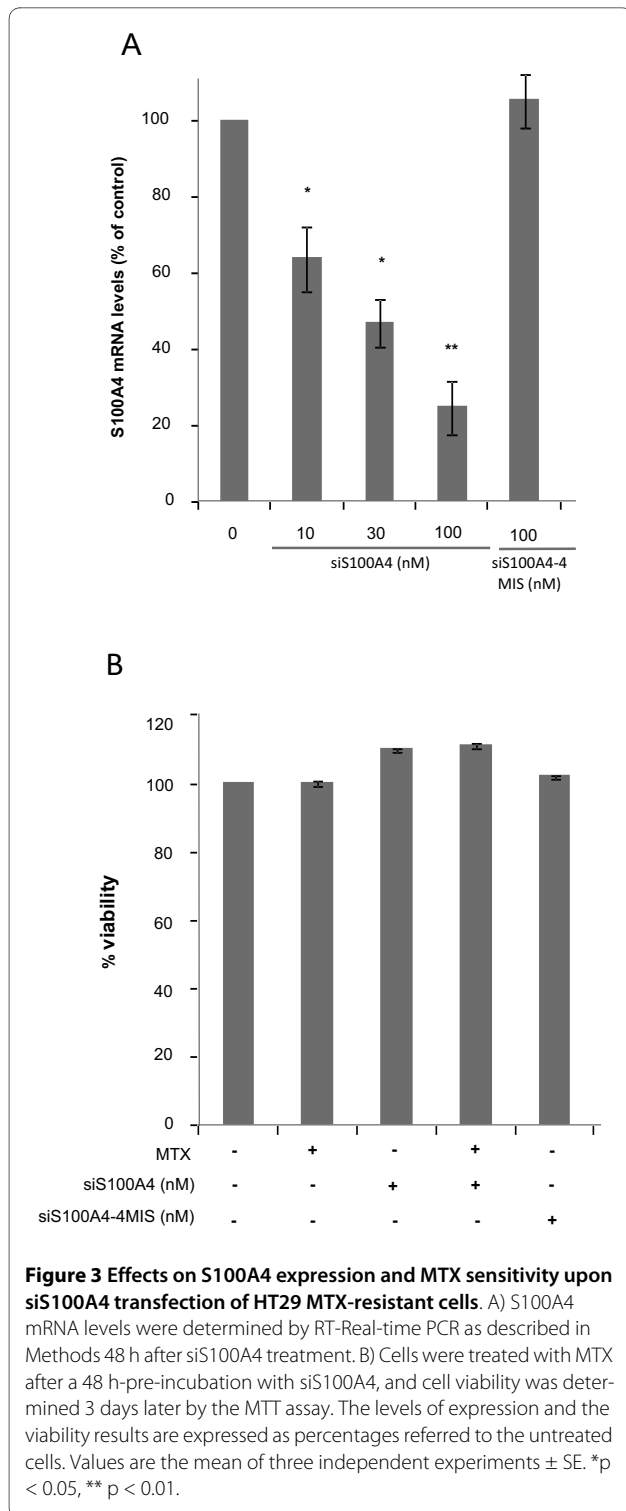 A
S100A4 mRNA levels (% of control)
100
80
60
40
20
0
*
*
**
0 10 30 100 100
siS100A4 (nM) siS100A4-4
MIS (nM)
B
% viability
120
100
80
60
40
20
0
MTX - + - + -
siS100A4 (nM) - - + + -
siS100A4-4MIS (nM) - - - - +
Figure 3 Effects on S100A4 expression and MTX sensitivity upon
siS100A4 transfection of HT29 MTX-resistant cells. A) S100A4
mRNA levels were determined by RT-Real-time PCR as described in
Methods 48 h after siS100A4 treatment. B) Cells were treated with MTX
after a 48 h-pre-incubation with siS100A4, and cell viability was deter-
mined 3 days later by the MTT assay. The levels of expression and the
viability results are expressed as percentages referred to the untreated
cells. Values are the mean of three independent experiments ± SE. *p
< 0.05, ** p < 0.01.